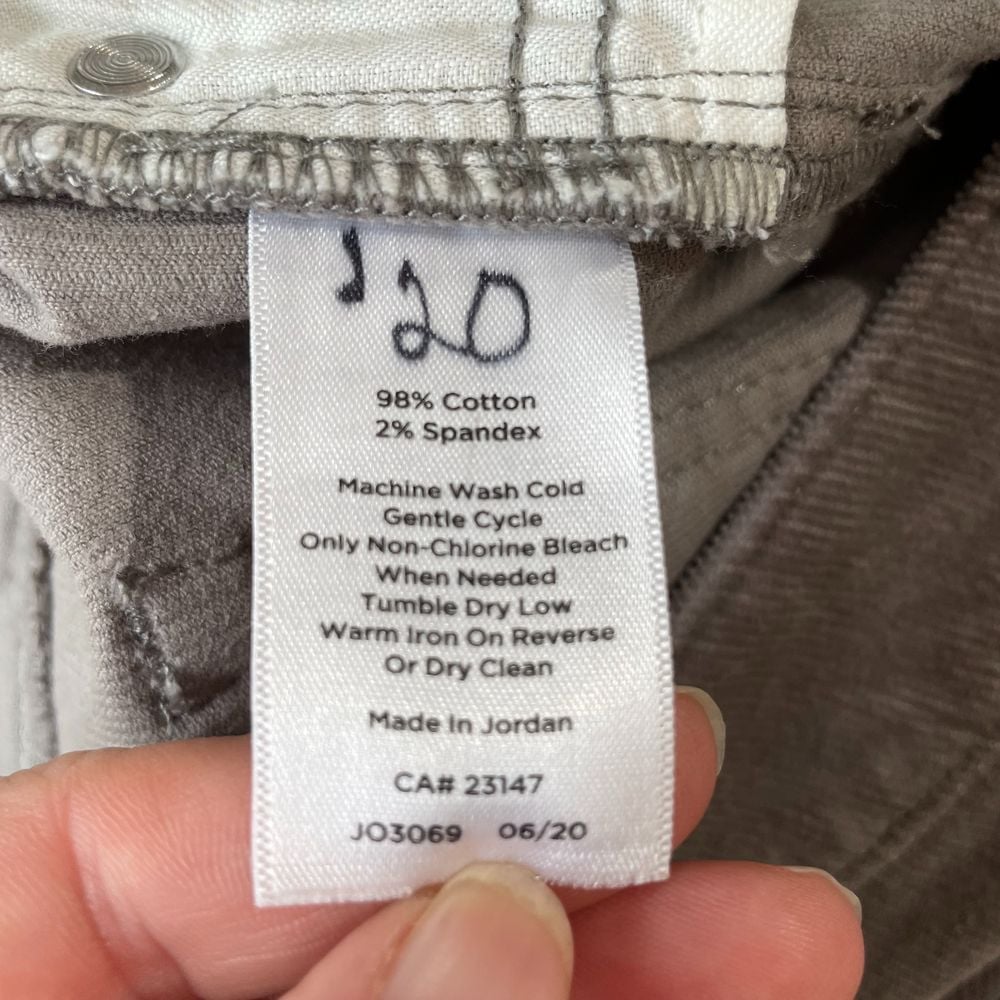 '20
98% Cotton
2% Spandex
Machine Wash Cold
Gentle Cycle
Only Non-Chlorine Bleach
When Needed
Tumble Dry Low
Warm Iron On Reverse
Or Dry Clean
Made In Jordan
CA# 23147
JO3069 06/20